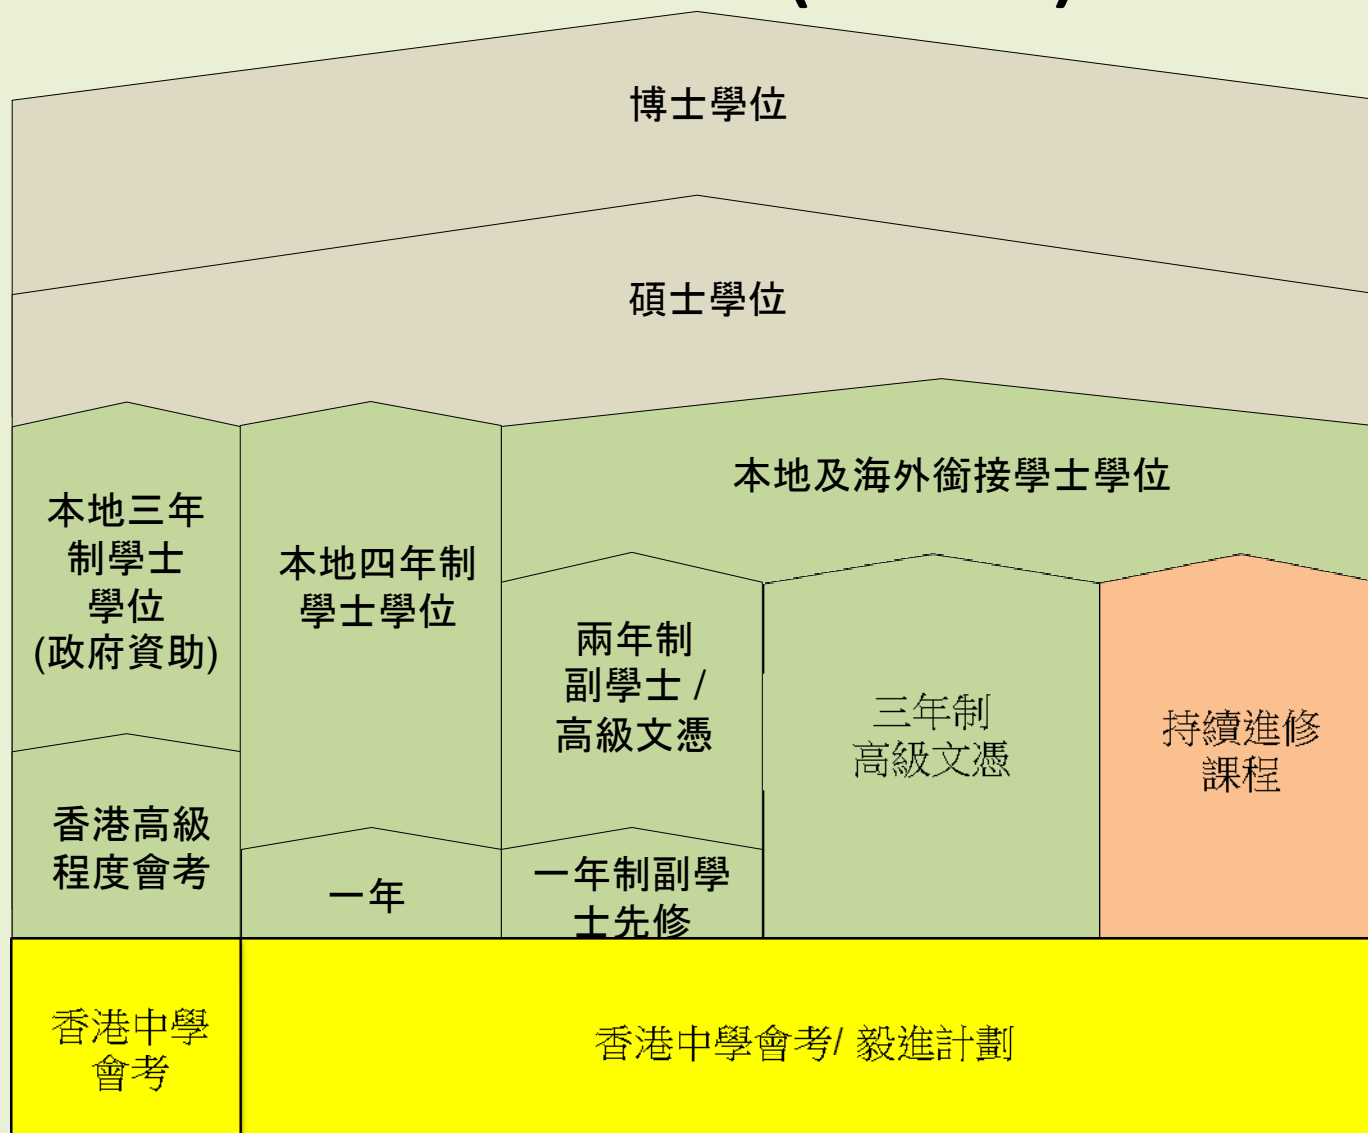 博士學位
碩士學位
本地及海外銜接學士學位
本地三年
制學士
學位
(政府資助)
本地四年制
學士學位
兩年制
副學士 /
高級文憑
三年制
高級文憑
持續進修
課程
香港高級
程度會考
一年
一年制副學
士先修
香港中學
會考
香港中學會考/ 毅進計劃